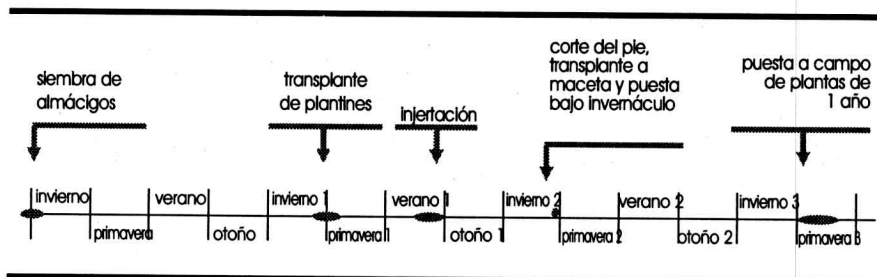 siembra de
almácigos
transplante
de plantines
injertación
corte del pie,
transplante a
maceta y puesta
bajo invernáculo
puesta a campo
de plantas de
1 año
invierno
verano
invierno 1
verano 1
invierno 2
verano 2
invierno 3
primavera
otoño
primavera 1
otoño 1
primavera 2
otoño 2
primavera 3